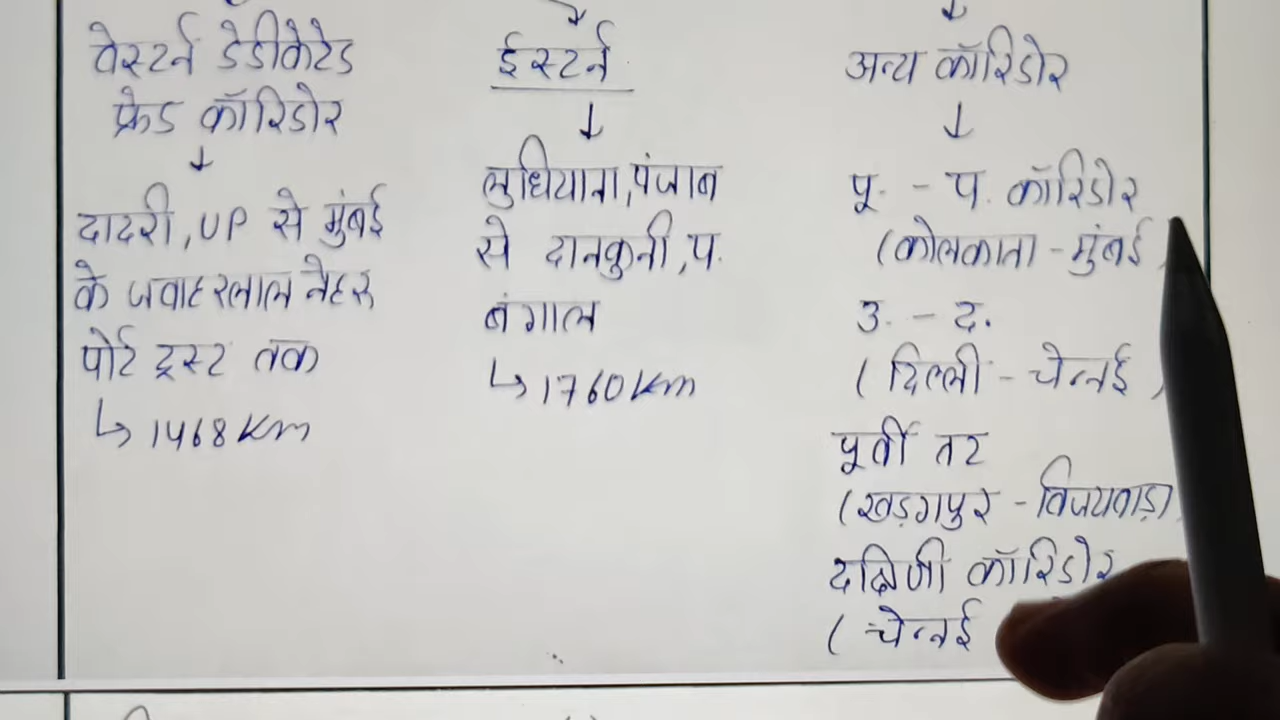 वेस्टर्न डेडीकेटेड
फ्रेड कॉरिडोर
दादरी, UP से मुंबई
के जवाहरलाल नेहरू
पोर्ट ट्रस्ट तक
↳ 1468 km
ईस्टर्न
लुधियाना, पंजाब
से दानकुनी, प.
बंगाल
↳ 1760 km
अन्य कॉरिडोर
पू. - प. कॉरिडोर
(कोलकाता - मुंबई)
उ. - द.
(दिल्ली - चेन्नई)
पूर्वी तट
(खड़गपुर - विजयवाड़ा)
दक्षिणी कॉरिडोर
(चेन्नई